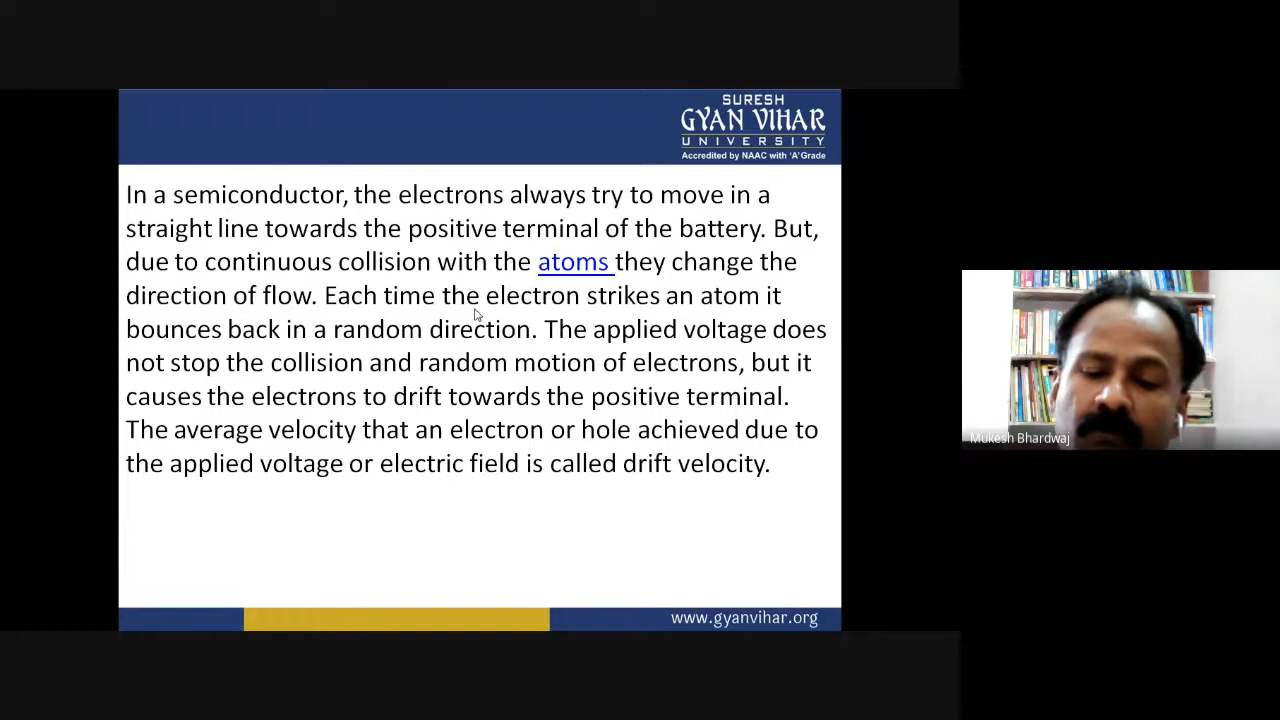 SURESH
GYAN VIHAR
UNIVERSITY
Accredited by NAAC with 'A' Grade
In a semiconductor, the electrons always try to move in a
straight line towards the positive terminal of the battery. But,
due to continuous collision with the atoms they change the
direction of flow. Each time the electron strikes an atom it
bounces back in a random direction. The applied voltage does
not stop the collision and random motion of electrons, but it
causes the electrons to drift towards the positive terminal.
The average velocity that an electron or hole achieved due to
the applied voltage or electric field is called drift velocity.
www.gyanvihar.org
Mukesh Bhardwaj